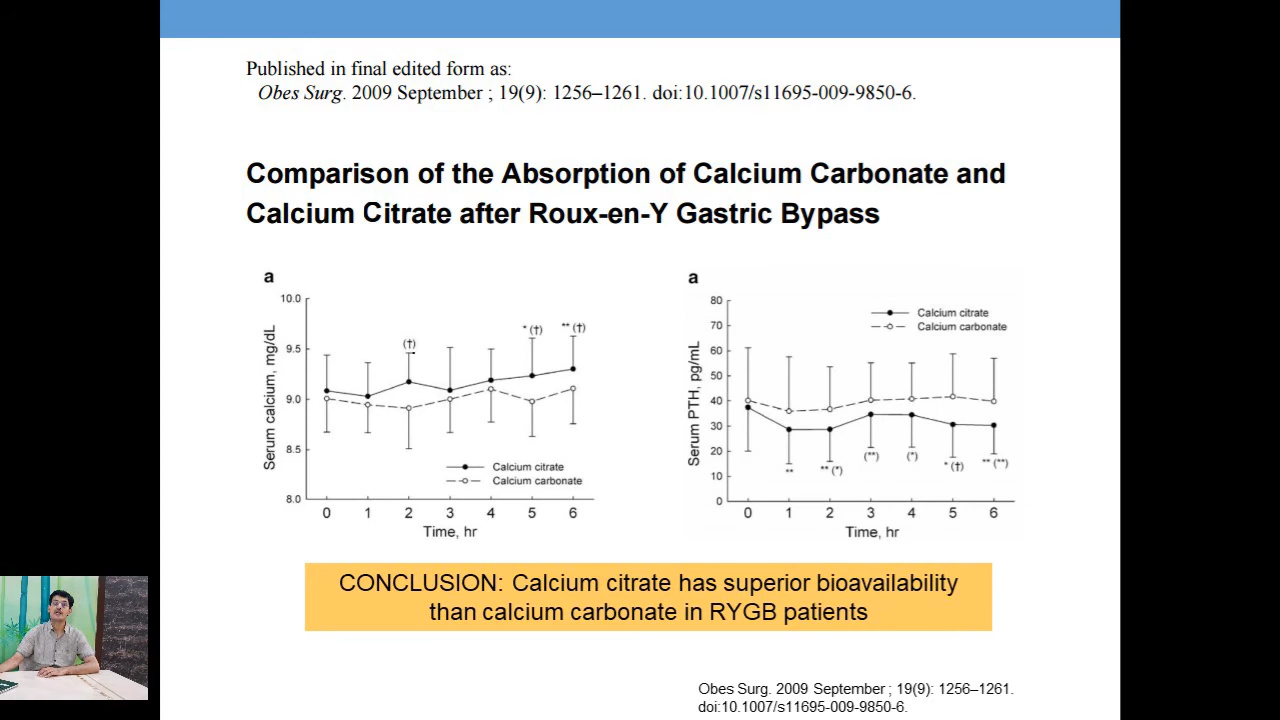 Published in final edited form as:
Obes Surg. 2009 September ; 19(9): 1256–1261. doi:10.1007/s11695-009-9850-6.
Comparison of the Absorption of Calcium Carbonate and
Calcium Citrate after Roux-en-Y Gastric Bypass
a
10.0
9.5
9.0
8.5
8.0
Serum calcium, mg/dL
(†)
* (†)
** (†)
Calcium citrate
Calcium carbonate
0 1 2 3 4 5 6
Time, hr
a
80
70
60
50
40
30
20
10
0
Serum PTH, pg/mL
Calcium citrate
Calcium carbonate
**
** (*)
(**)
(*)
* (†)
** (**)
0 1 2 3 4 5 6
Time, hr
CONCLUSION: Calcium citrate has superior bioavailability
than calcium carbonate in RYGB patients
Obes Surg. 2009 September ; 19(9): 1256–1261.
doi:10.1007/s11695-009-9850-6.